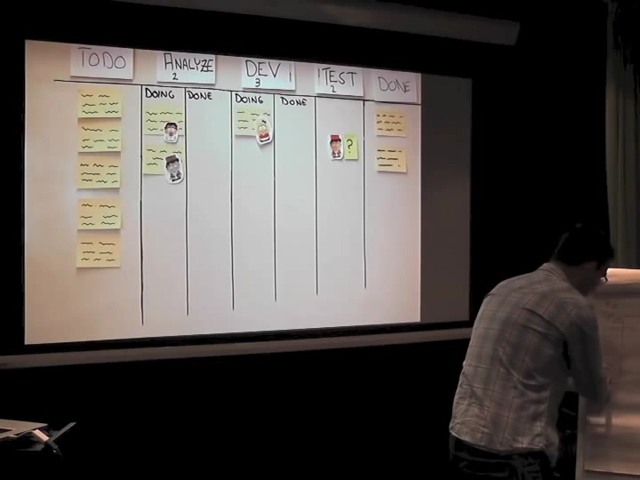 TODO
ANALYZE
2
DEV
3
TEST
2
DONE
DOING
DONE
DOING
DONE
?